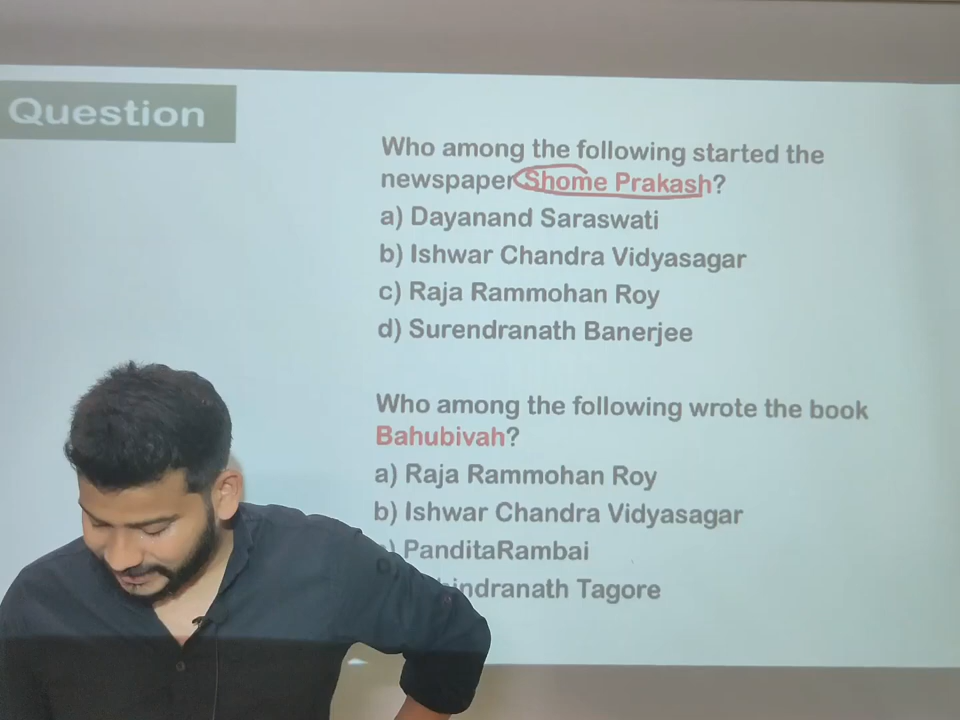 Question
Who among the following started the
newspaper Shome Prakash?
a) Dayanand Saraswati
b) Ishwar Chandra Vidyasagar
c) Raja Rammohan Roy
d) Surendranath Banerjee
Who among the following wrote the book
Bahubivah?
a) Raja Rammohan Roy
b) Ishwar Chandra Vidyasagar
PanditaRambai
Tagore